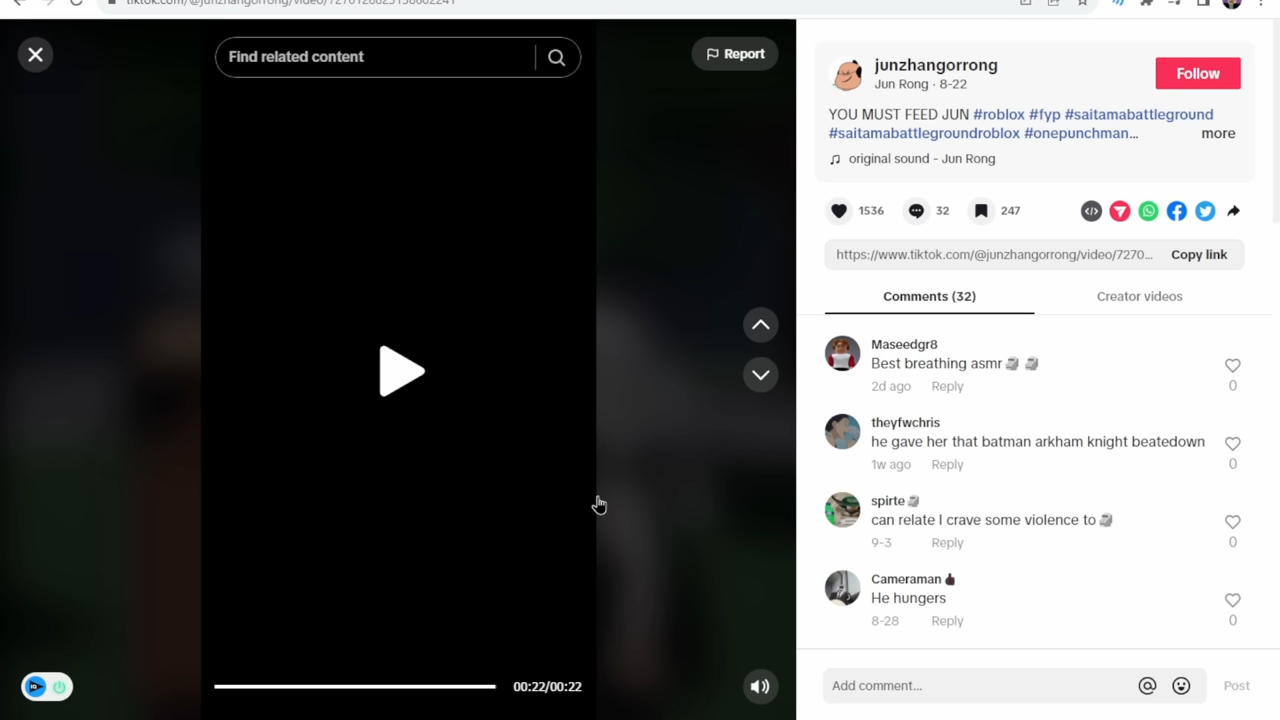 Find related content
Report
junzhangorrong
Jun Rong · 8-22
Follow
YOU MUST FEED JUN #roblox #fyp #saitamabattleground
#saitamabattlegroundroblox #onepunchman... more
original sound - Jun Rong
1536 32 247
https://www.tiktok.com/@junzhangorrong/video/7270... Copy link
Comments (32) Creator videos
Maseedgr8
Best breathing asmr🗿 🗿
2d ago Reply
0
theyfwchris
he gave her that batman arkham knight beatedown
1w ago Reply
0
spirte🗿
can relate I crave some violence to🗿
9-3 Reply
0
Cameraman
He hungers
8-28 Reply
0
00:22/00:22
Add comment... Post